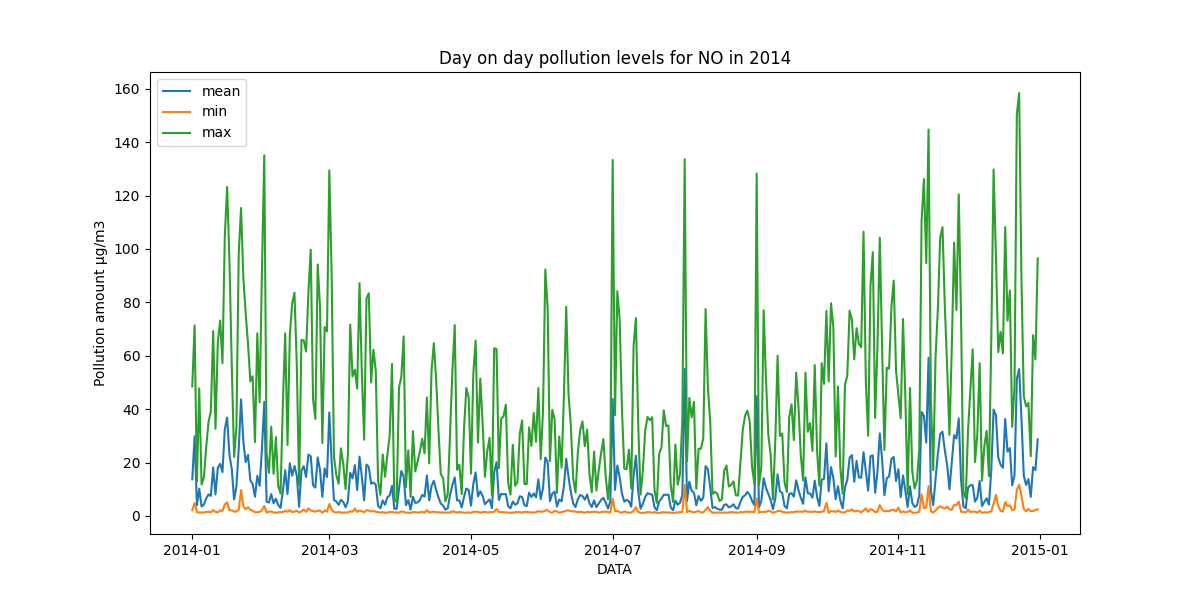 Day on day pollution levels for NO in 2014
Pollution amount µg/m3
160
140
120
100
80
60
40
20
0
mean
min
max
2014-01
2014-03
2014-05
2014-07
2014-09
2014-11
2015-01
DATA